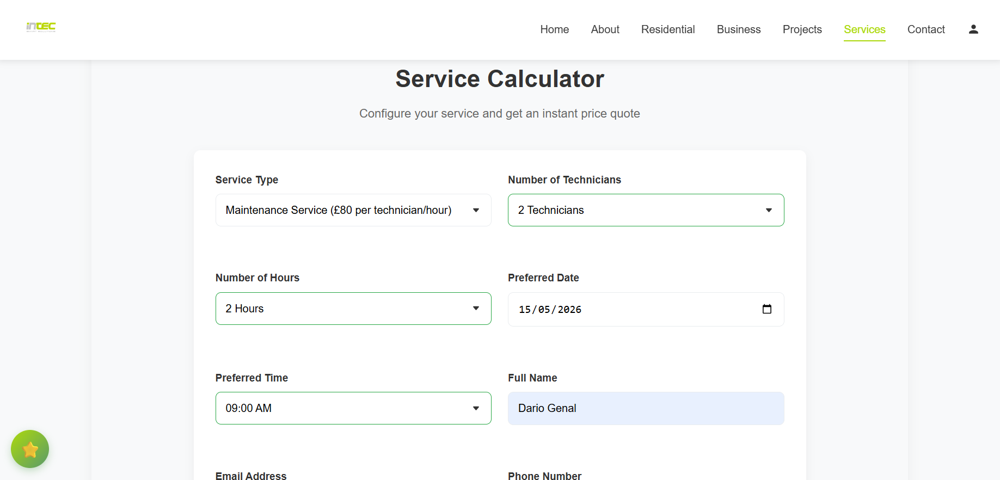 inTEC
Home About Residential Business Projects Services Contact
Service Calculator
Configure your service and get an instant price quote
Service Type Number of Technicians
Maintenance Service (£80 per technician/hour) 2 Technicians
Number of Hours Preferred Date
2 Hours 15/05/2026
Preferred Time Full Name
09:00 AM Dario Genal
Email Address Phone Number